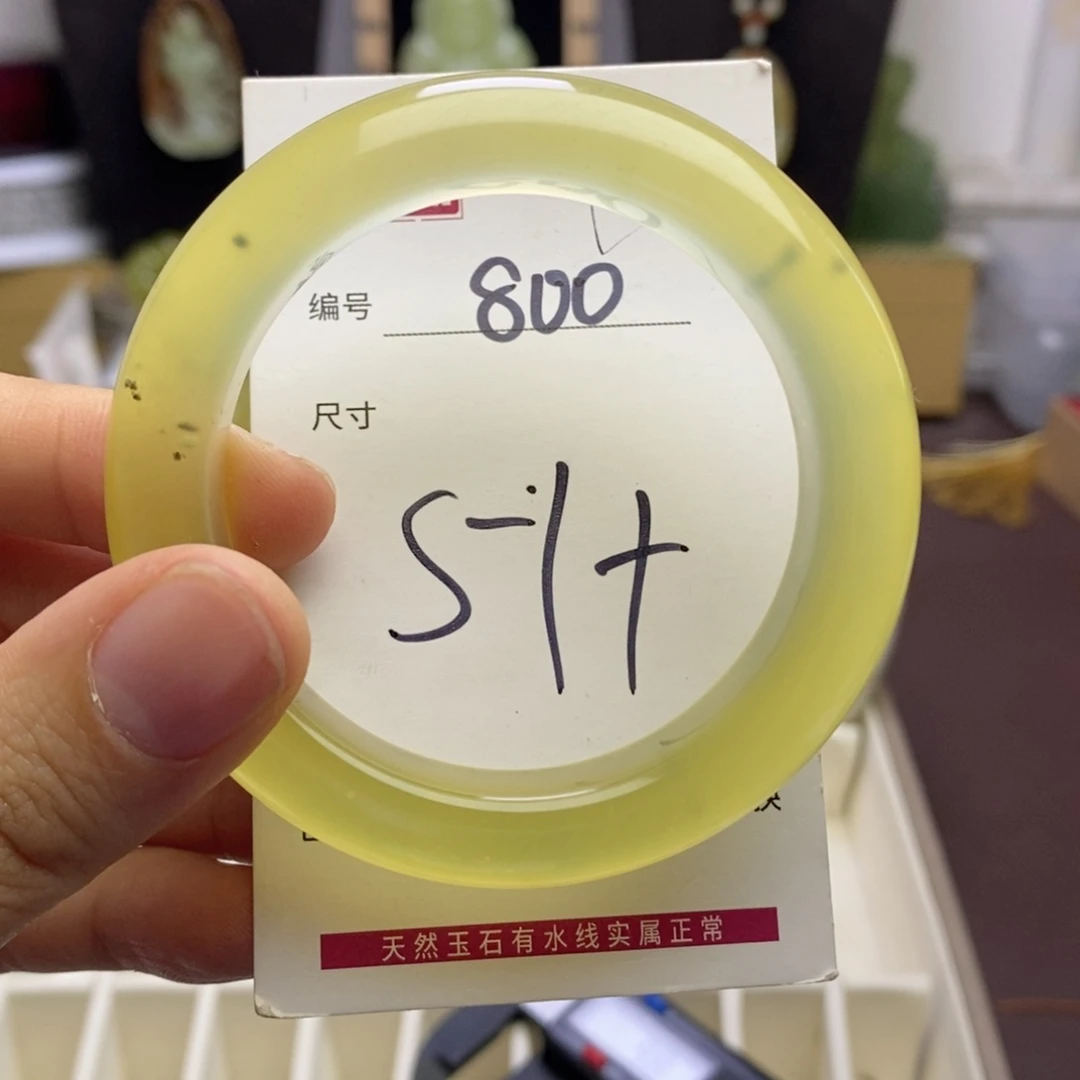 编号 800
尺寸
51+
天然玉石有水线实属正常